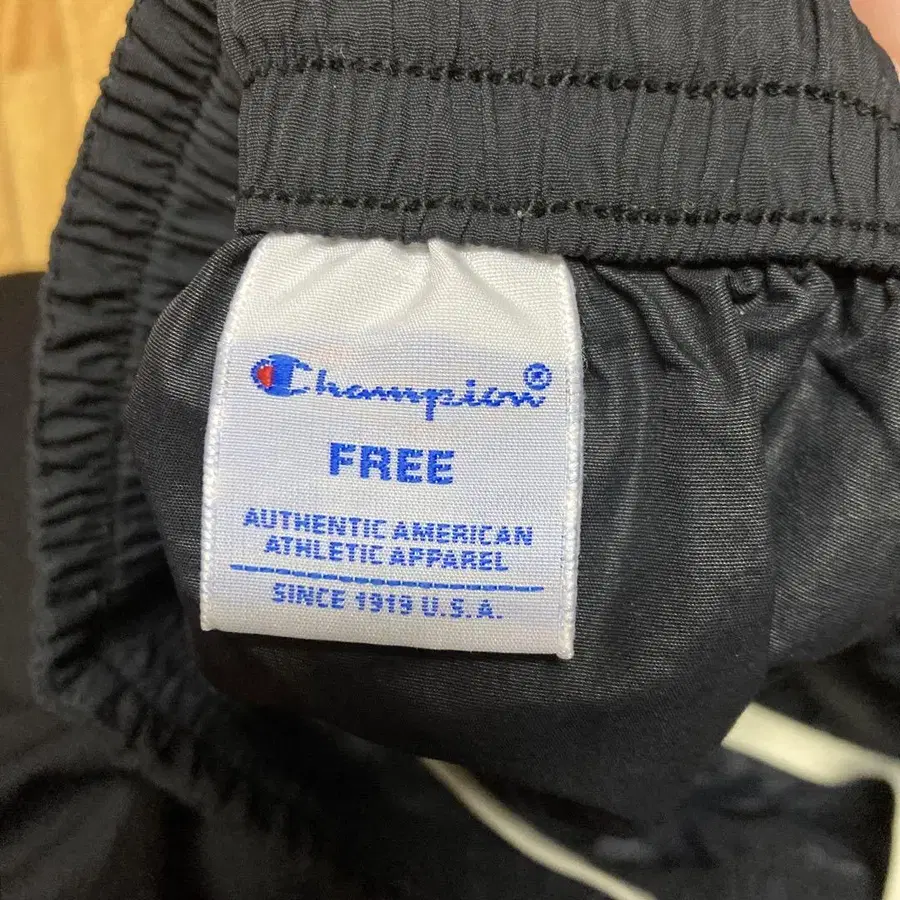 Champion®
FREE
AUTHENTIC AMERICAN
ATHLETIC APPAREL
SINCE 1919 U.S.A.